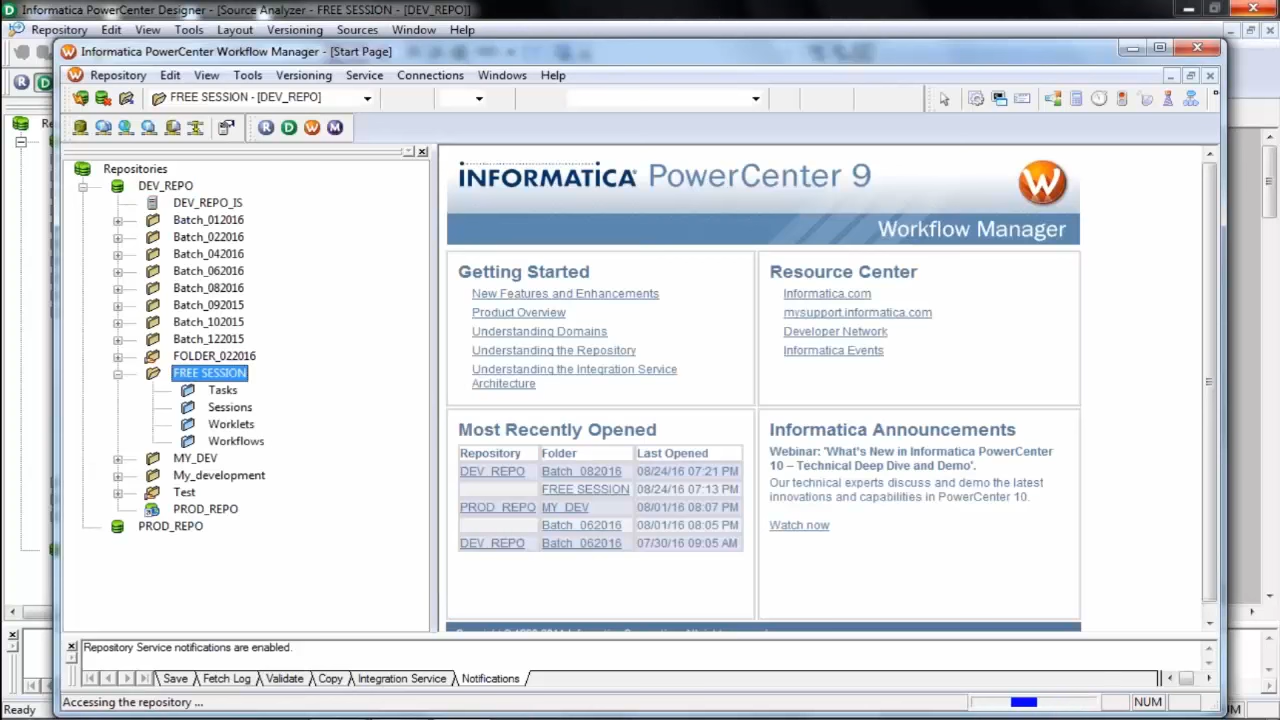 Informatica PowerCenter Designer - [Source Analyzer - FREE SESSION - [DEV_REPO]]
Repository Edit View Tools Layout Versioning Sources Window Help
Informatica PowerCenter Workflow Manager - [Start Page]
Repository Edit View Tools Versioning Service Connections Windows Help
FREE SESSION - [DEV_REPO]
R D W M
R D
Re
Repositories
DEV_REPO
DEV_REPO_IS
Batch_012016
Batch_022016
Batch_042016
Batch_062016
Batch_082016
Batch_092015
Batch_102015
Batch_122015
FOLDER_022016
FREE SESSION
Tasks
Sessions
Worklets
Workflows
MY_DEV
My_development
Test
PROD_REPO
PROD_REPO
INFORMATICA PowerCenter 9
Workflow Manager
Getting Started
New Features and Enhancements
Product Overview
Understanding Domains
Understanding the Repository
Understanding the Integration Service
Architecture
Resource Center
Informatica.com
mysupport.informatica.com
Developer Network
Informatica Events
Most Recently Opened
Repository Folder Last Opened
DEV_REPO Batch_082016 08/24/16 07:21 PM
FREE SESSION 08/24/16 07:13 PM
PROD_REPO MY_DEV 08/01/16 08:07 PM
Batch_062016 08/01/16 08:05 PM
DEV_REPO Batch_062016 07/30/16 09:05 AM
Informatica Announcements
Webinar: 'What's New in Informatica PowerCenter
10 – Technical Deep Dive and Demo'.
Our technical experts discuss and demo the latest
innovations and capabilities in PowerCenter 10.
Watch now
Repository Service notifications are enabled.
Save Fetch Log Validate Copy Integration Service Notifications
Accessing the repository ... NUM
Ready